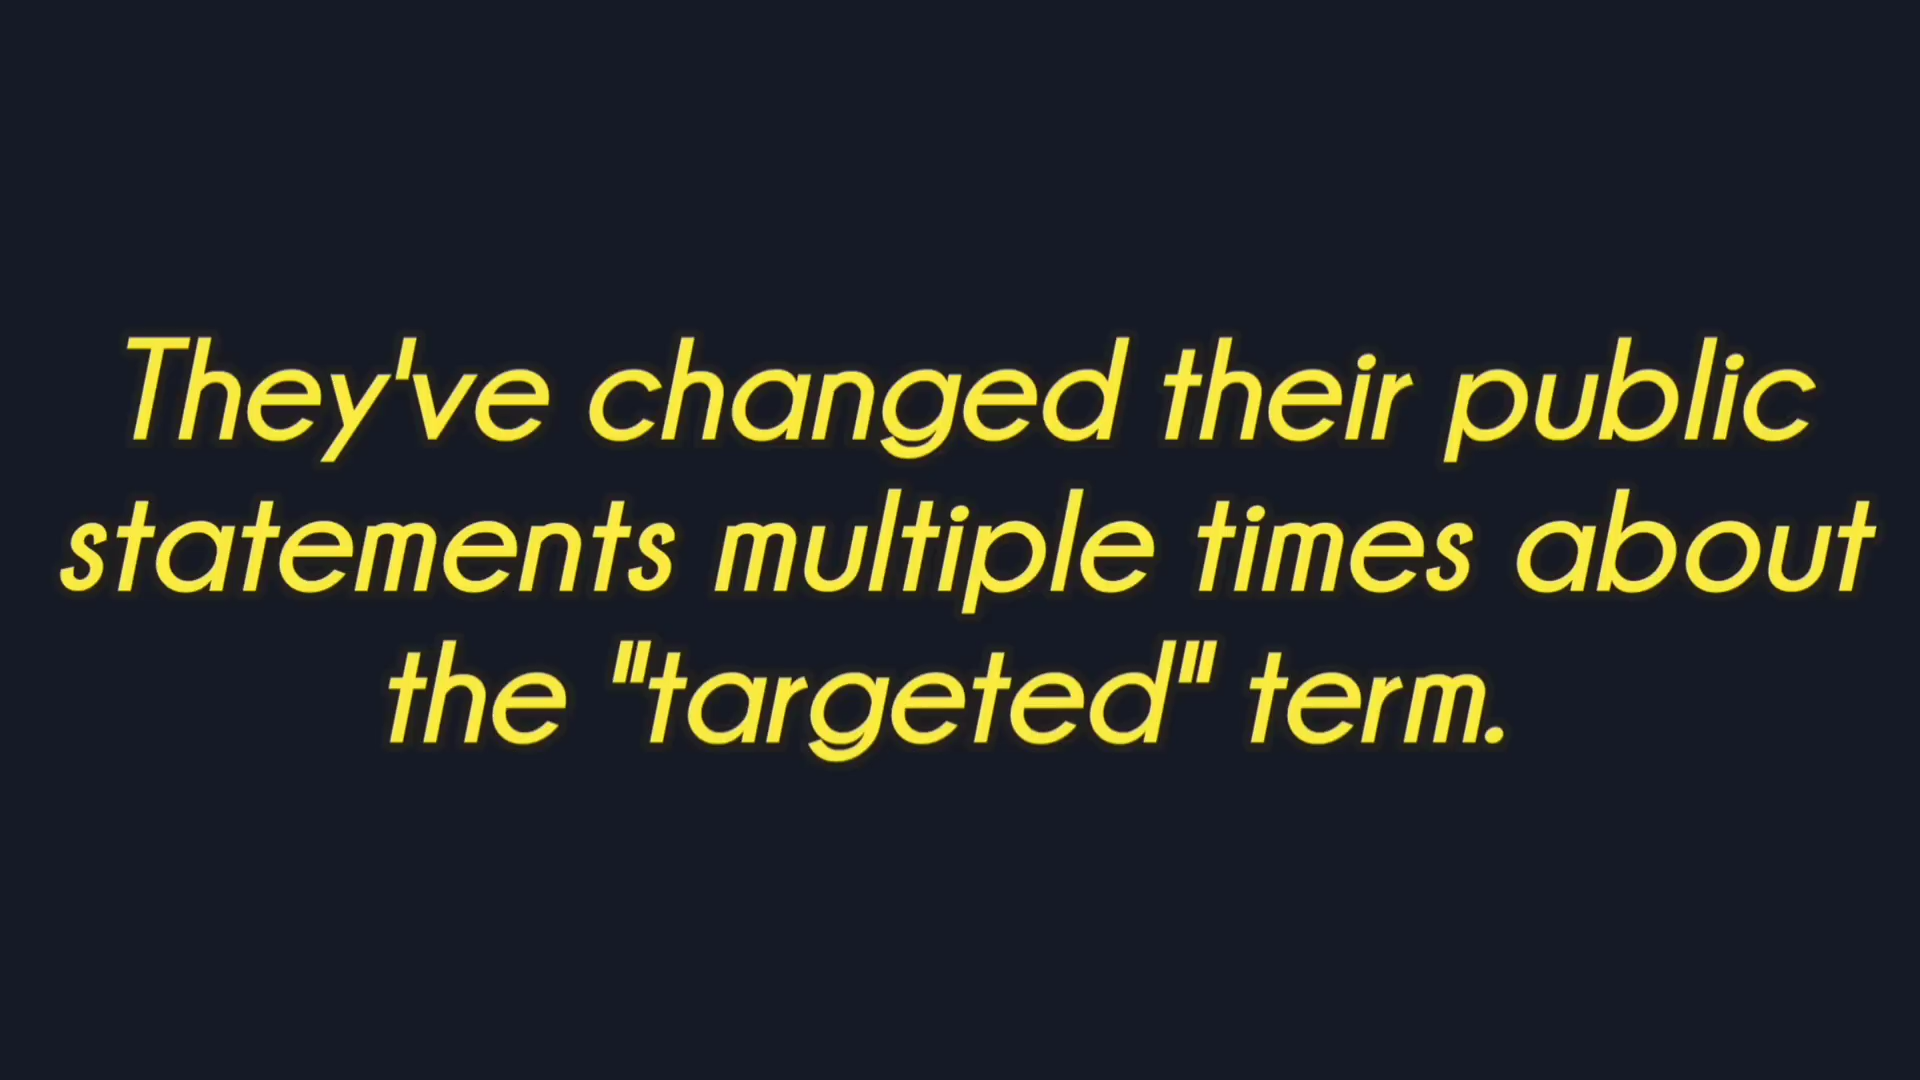 They've changed their public
statements multiple times about
the "targeted" term.